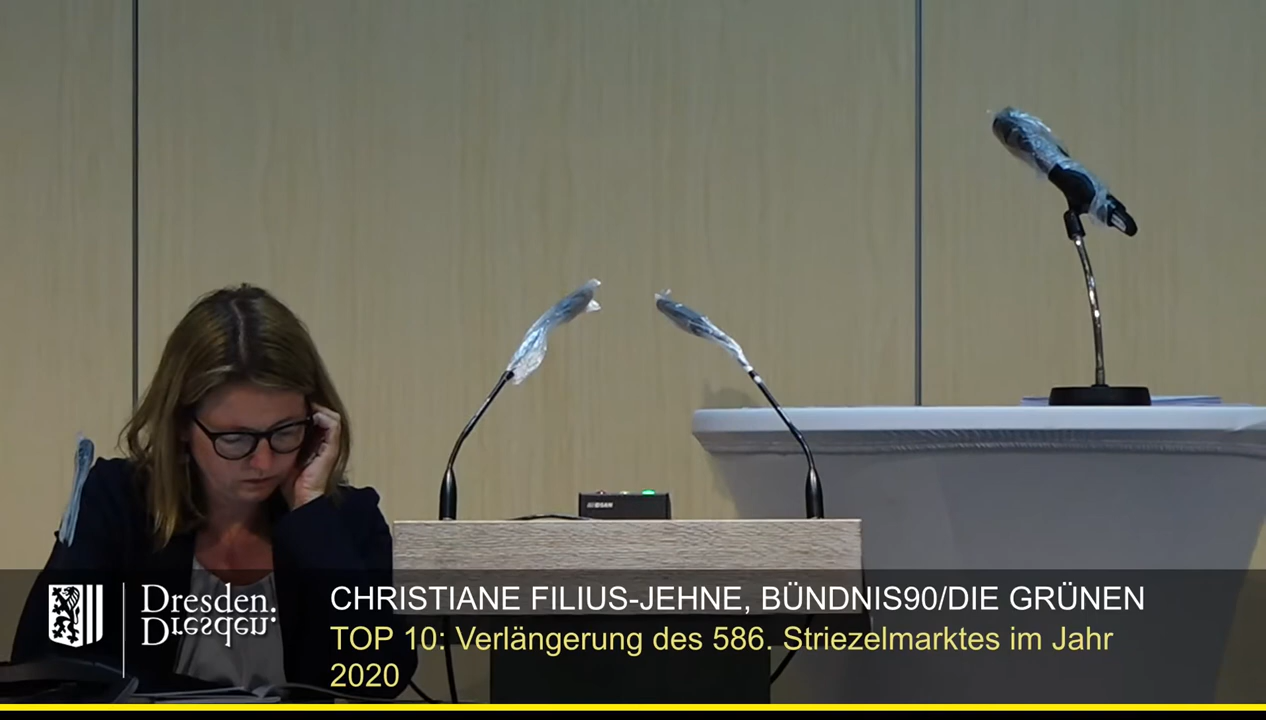 Dresden.
Dresden.
CHRISTIANE FILIUS-JEHNE, BÜNDNIS90/DIE GRÜNEN
TOP 10: Verlängerung des 586. Striezelmarktes im Jahr
2020